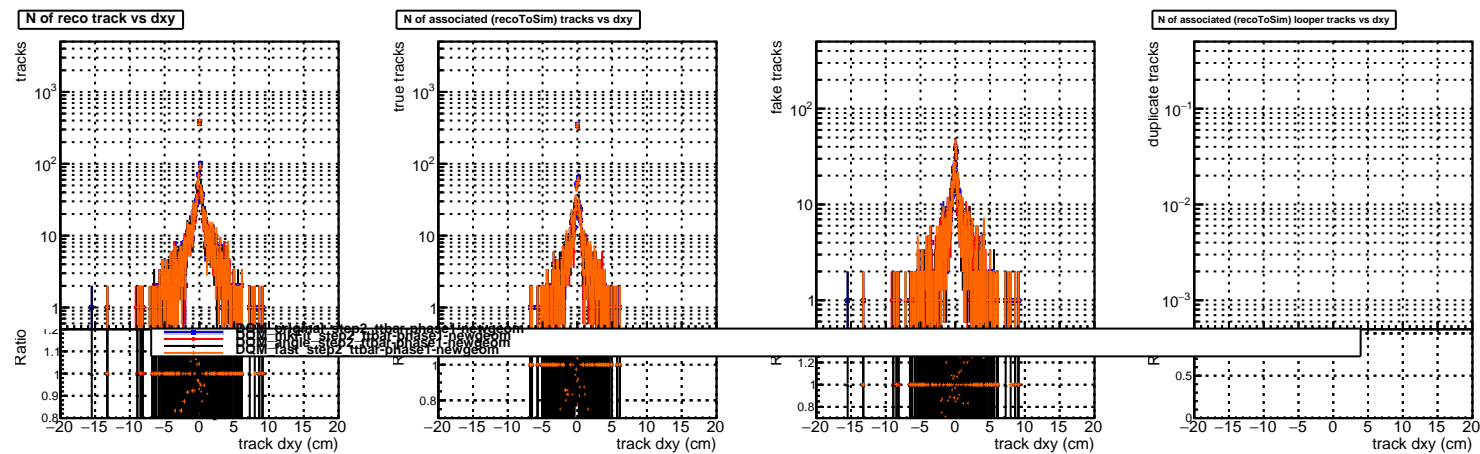 N of reco track vs dxy
N of associated (recoToSim) tracks vs dxy
N of associated (recoToSim) looper tracks vs dxy
tracks
10³
10²
10
1
true tracks
10³
10²
10
1
fake tracks
10²
10
1
duplicate tracks
10⁻¹
10⁻²
10⁻³
DQM_original_step2_ttbar-phase1-newgeom
DQM_angle_step2_ttbar-phase1-newgeom
DQM_fast_step2_ttbar-phase1-newgeom
Ratio
1.2
1.1
1
0.9
0.8
−20 −15 −10 −5 0 5 10 15 20
track dxy (cm)
1
0.8
−20 −15 −10 −5 0 5 10 15 20
track dxy (cm)
1.2
1
0.8
−20 −15 −10 −5 0 5 10 15 20
track dxy (cm)
0.5
0
−20 −15 −10 −5 0 5 10 15 20
track dxy (cm)